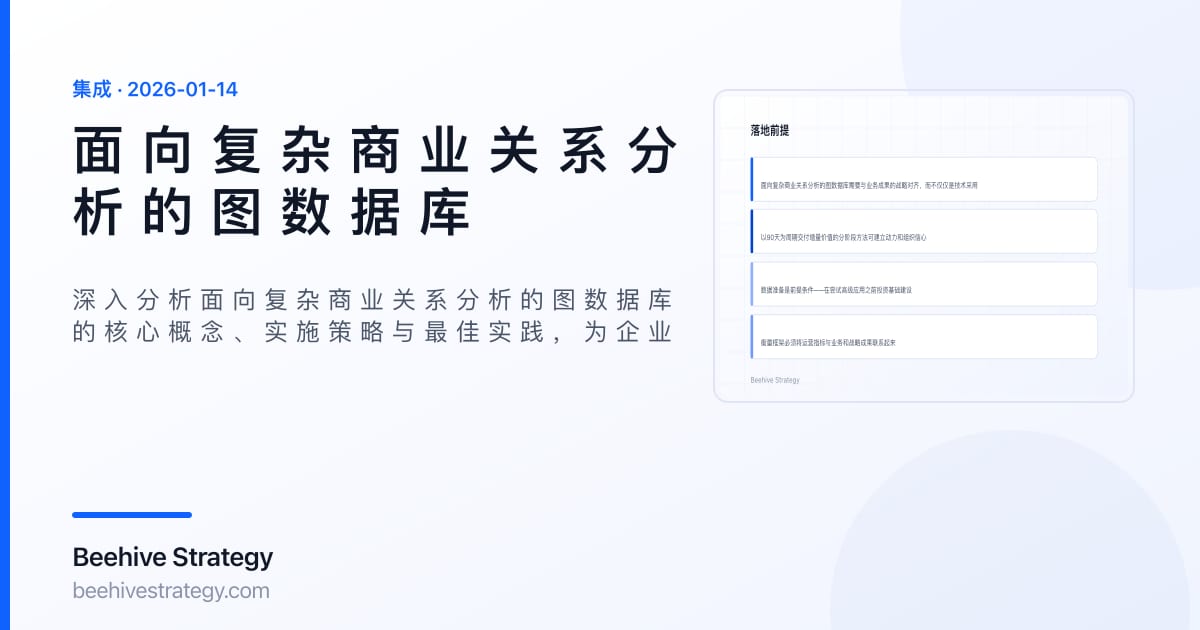 集成 · 2026-01-14
面向复杂商业关系分
析的图数据库
深入分析面向复杂商业关系分析的图数据库
的核心概念、实施策略与最佳实践，为企业
落地前提
面向复杂商业关系分析的图数据库需要与业务成果的战略对齐，而不仅仅是技术采用
以90天为周期交付增量价值的分阶段方法可建立动力和组织信心
数据准备是前提条件——在尝试高级应用之前投资基础建设
衡量框架必须将运营指标与业务和战略成果联系起来
Beehive Strategy
Beehive Strategy
beehivestrategy.com